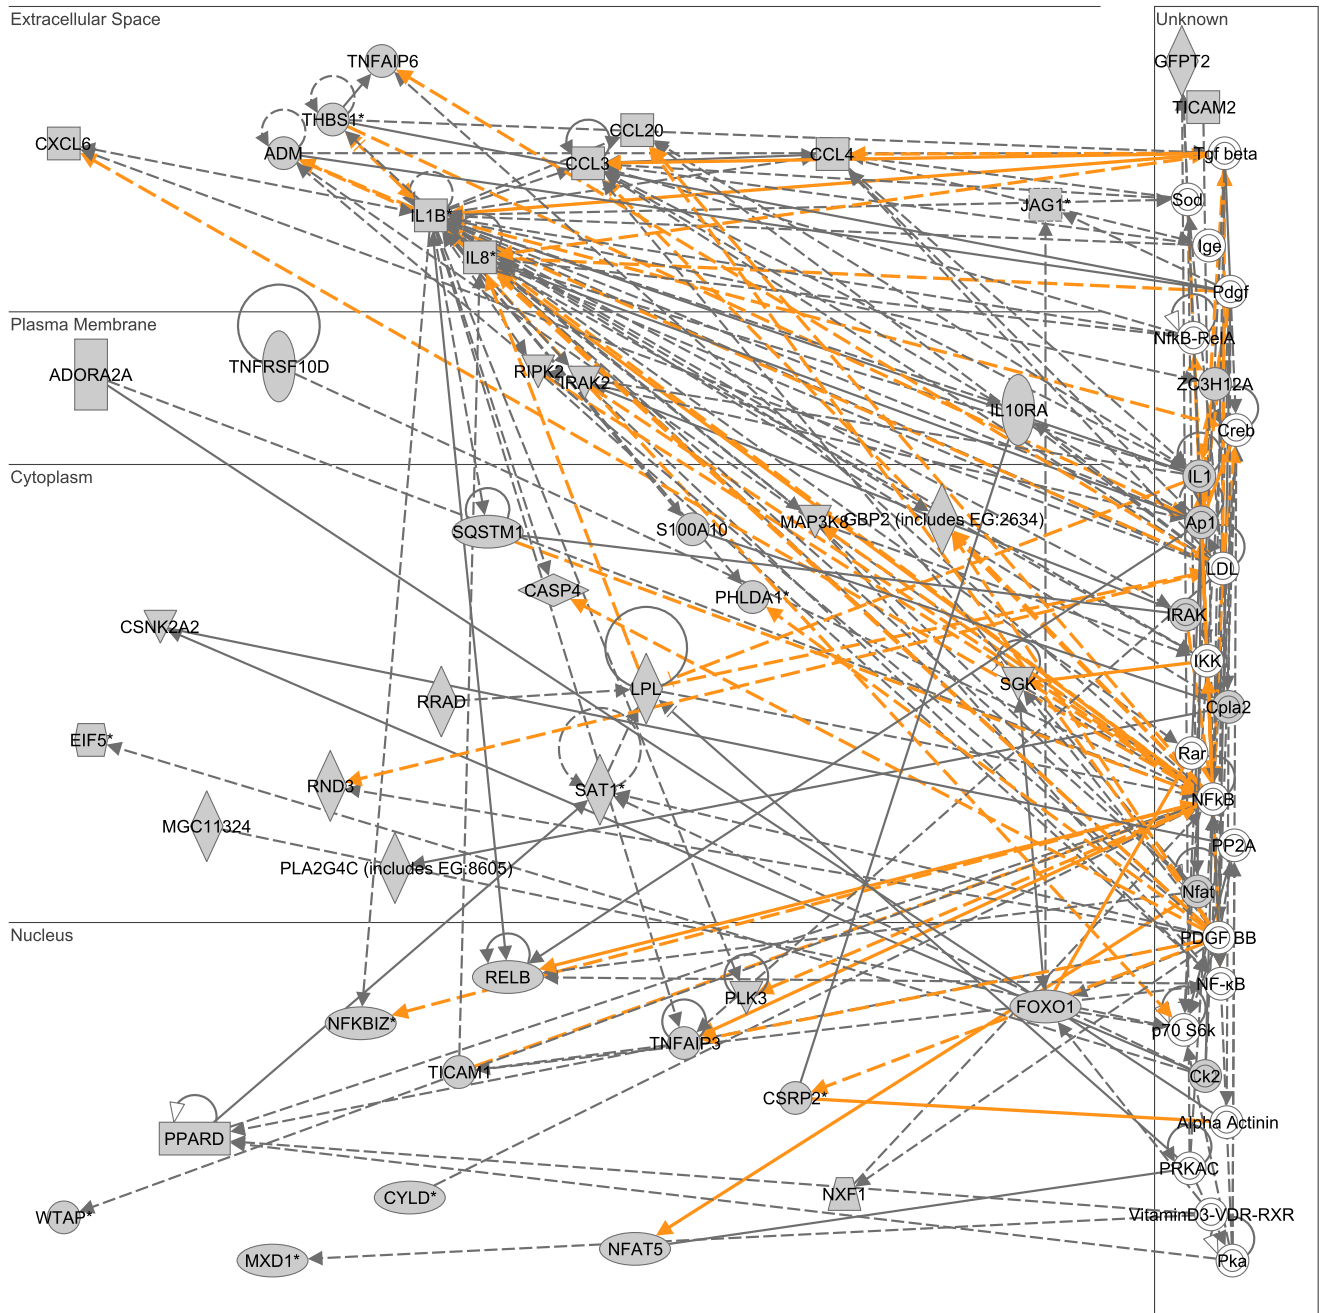 Extracellular Space
Unknown
TNFAIP6
GFPT2
THBS1*
TICAM2
CXCL6
ADM
CCL20
CCL3
CCL4
Tgf beta
IL1B*
JAG1*
Sod
IL8*
Ige
Pdgf
Plasma Membrane
NfkB-RelA
ADORA2A
TNFRSF10D
RIPK2
IRAK2
IL10RA
ZC3H12A
Creb
Cytoplasm
IL1
SQSTM1
S100A10
MAP3K8
GBP2 (includes EG:2634)
Ap1
LDL
CASP4
PHLDA1*
IRAK
CSNK2A2
IKK
RRAD
LPL
SGK
Cpla2
EIF5*
Rar
RND3
SAT1*
NFkB
MGC11324
PLA2G4C (includes EG:8605)
PP2A
Nfat
Nucleus
PDGF BB
RELB
PLK3
NF-κB
NFKBIZ*
FOXO1
p70 S6k
TNFAIP3
TICAM1
Ck2
CSRP2*
PPARD
Alpha Actinin
PRKAC
CYLD*
NXF1
WTAP*
VitaminD3-VDR-RXR
MXD1*
NFAT5
Pka